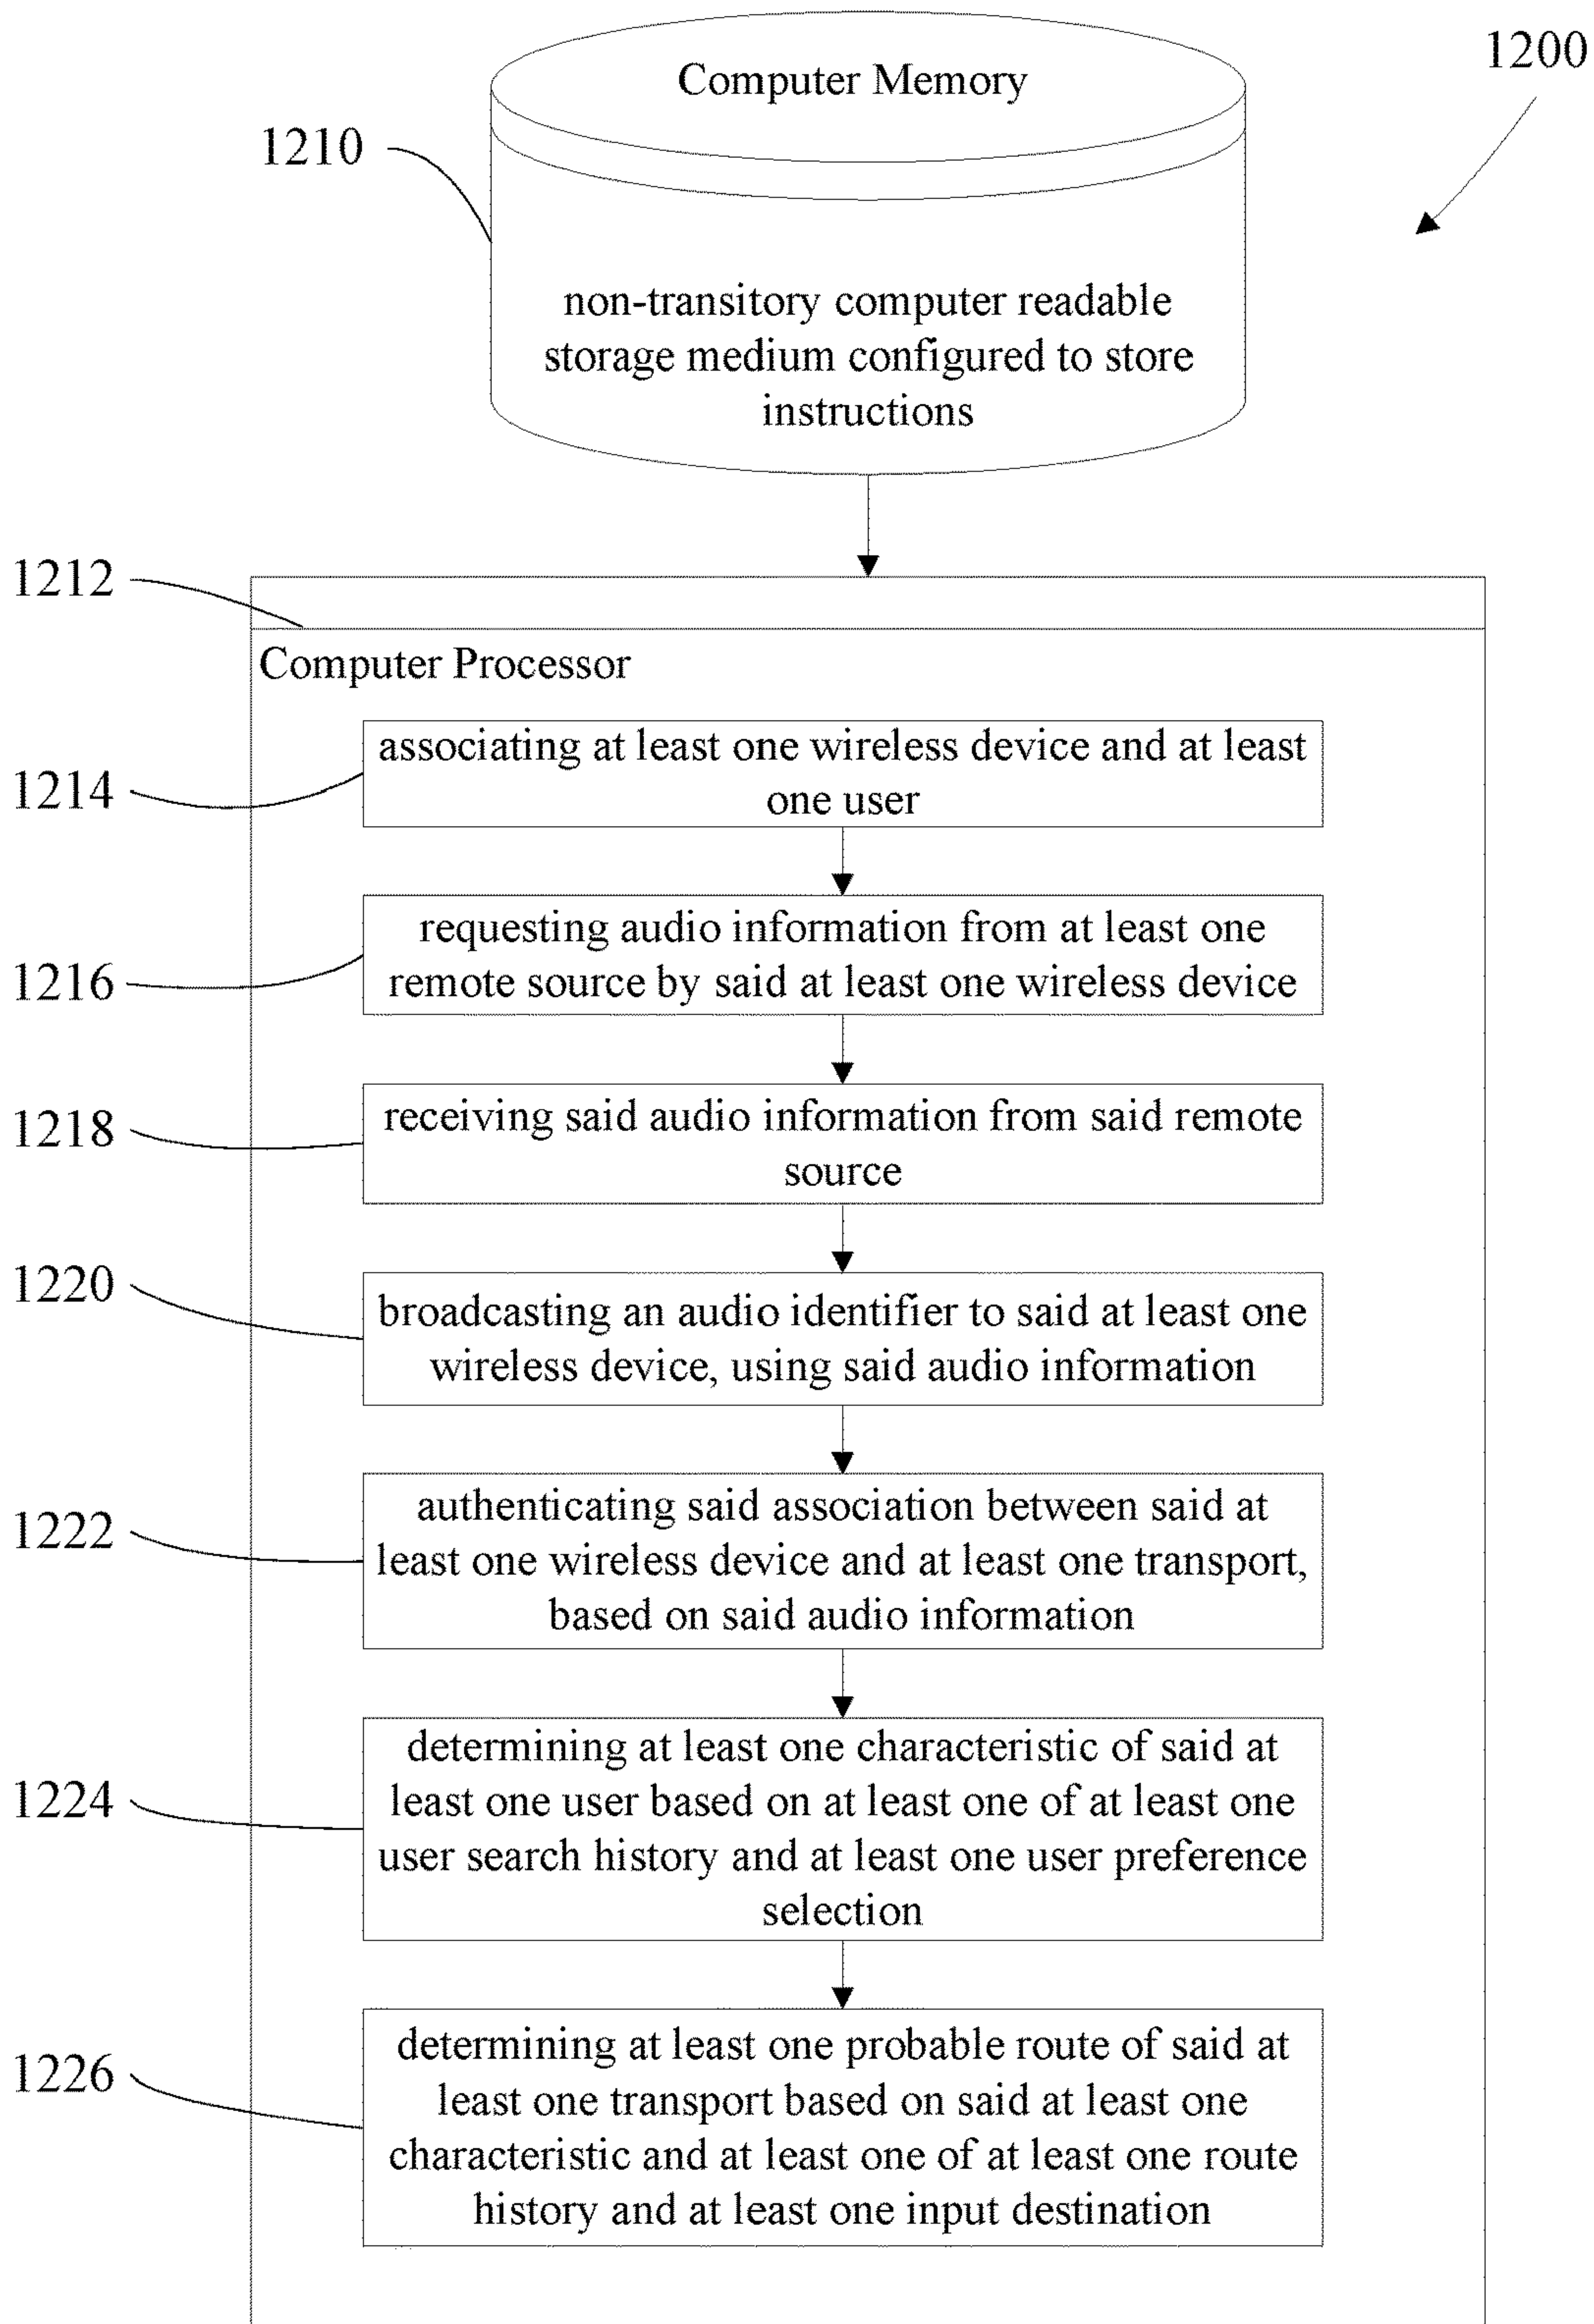 Computer Memory
1200
1210
non-transitory computer readable
storage medium configured to store
instructions
1212
Computer Processor
associating at least one wireless device and at least
one user
1214
requesting audio information from at least one
remote source by said at least one wireless device
1216
receiving said audio information from said remote
source
1218
1220
broadcasting an audio identifier to said at least one
wireless device, using said audio information
authenticating said association between said at
least one wireless device and at least one transport,
based on said audio information
1222
determining at least one characteristic of said at
least one user based on at least one of at least one
user search history and at least one user preference
selection
1224
determining at least one probable route of said at
least one transport based on said at least one
characteristic and at least one of at least one route
history and at least one input destination
1226